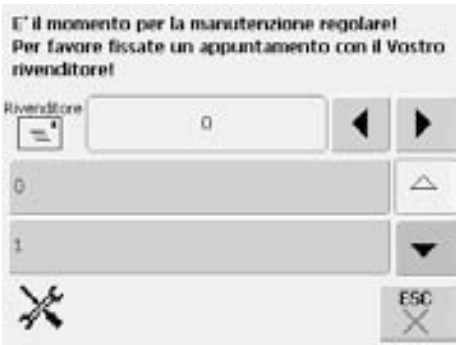 E' il momento per la manutenzione regolare!
Per favore fissate un appuntamento con il Vostro
rivenditore!
Rivenditore
0
0
1
ESC